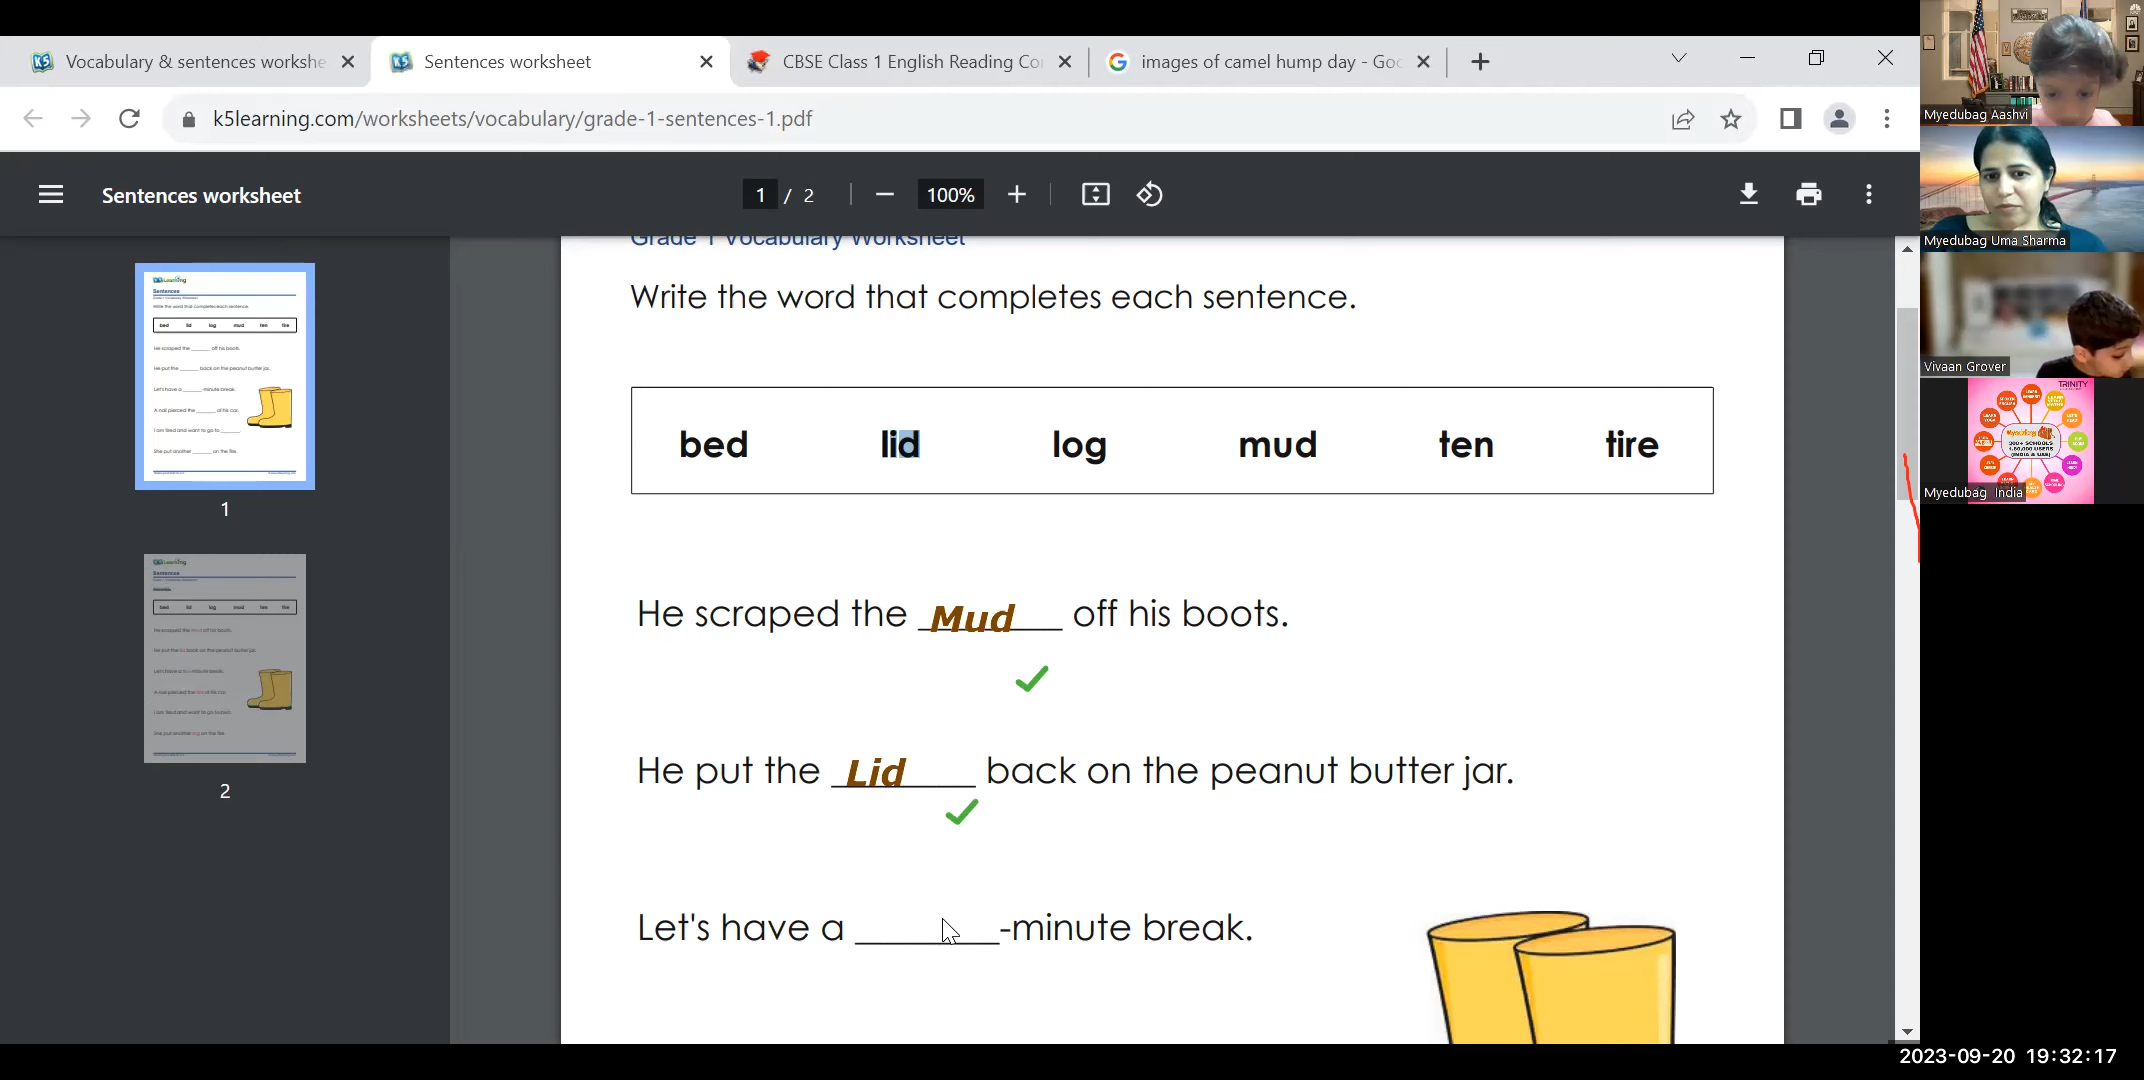 Vocabulary & sentences workshe
Sentences worksheet
CBSE Class 1 English Reading Co
images of camel hump day - Goo
k5learning.com/worksheets/vocabulary/grade-1-sentences-1.pdf
Sentences worksheet
1 / 2
100%
Grade 1 Vocabulary Worksheet
Write the word that completes each sentence.
bed lid log mud ten tire
He scraped the Mud off his boots.
He put the Lid back on the peanut butter jar.
Let's have a ________-minute break.
1
2
Myedubag Aashvi
Myedubag Uma Sharma
Vivaan Grover
TRINITY
Myedubag India
2023-09-20 19:32:17